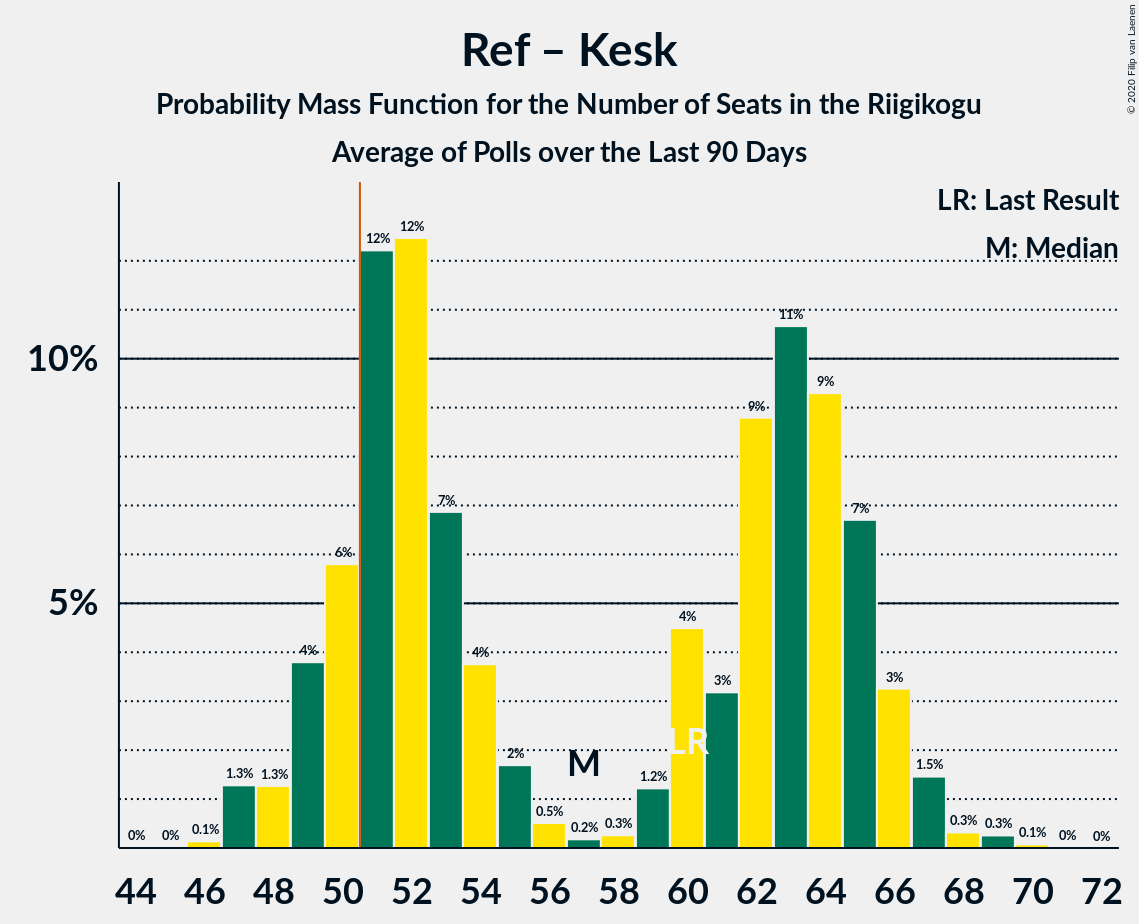 Ref – Kesk
Probability Mass Function for the Number of Seats in the Riigikogu
Average of Polls over the Last 90 Days
© 2020 Filip van Laenen
LR: Last Result
M: Median
10%
5%
0% 0% 0.1% 1.3% 1.3% 4% 6% 12% 12% 7% 4% 2% 0.5% 0.2% 0.3% 1.2% 4% 3% 9% 11% 9% 7% 3% 1.5% 0.3% 0.3% 0.1% 0% 0%
M
LR
44 46 48 50 52 54 56 58 60 62 64 66 68 70 72